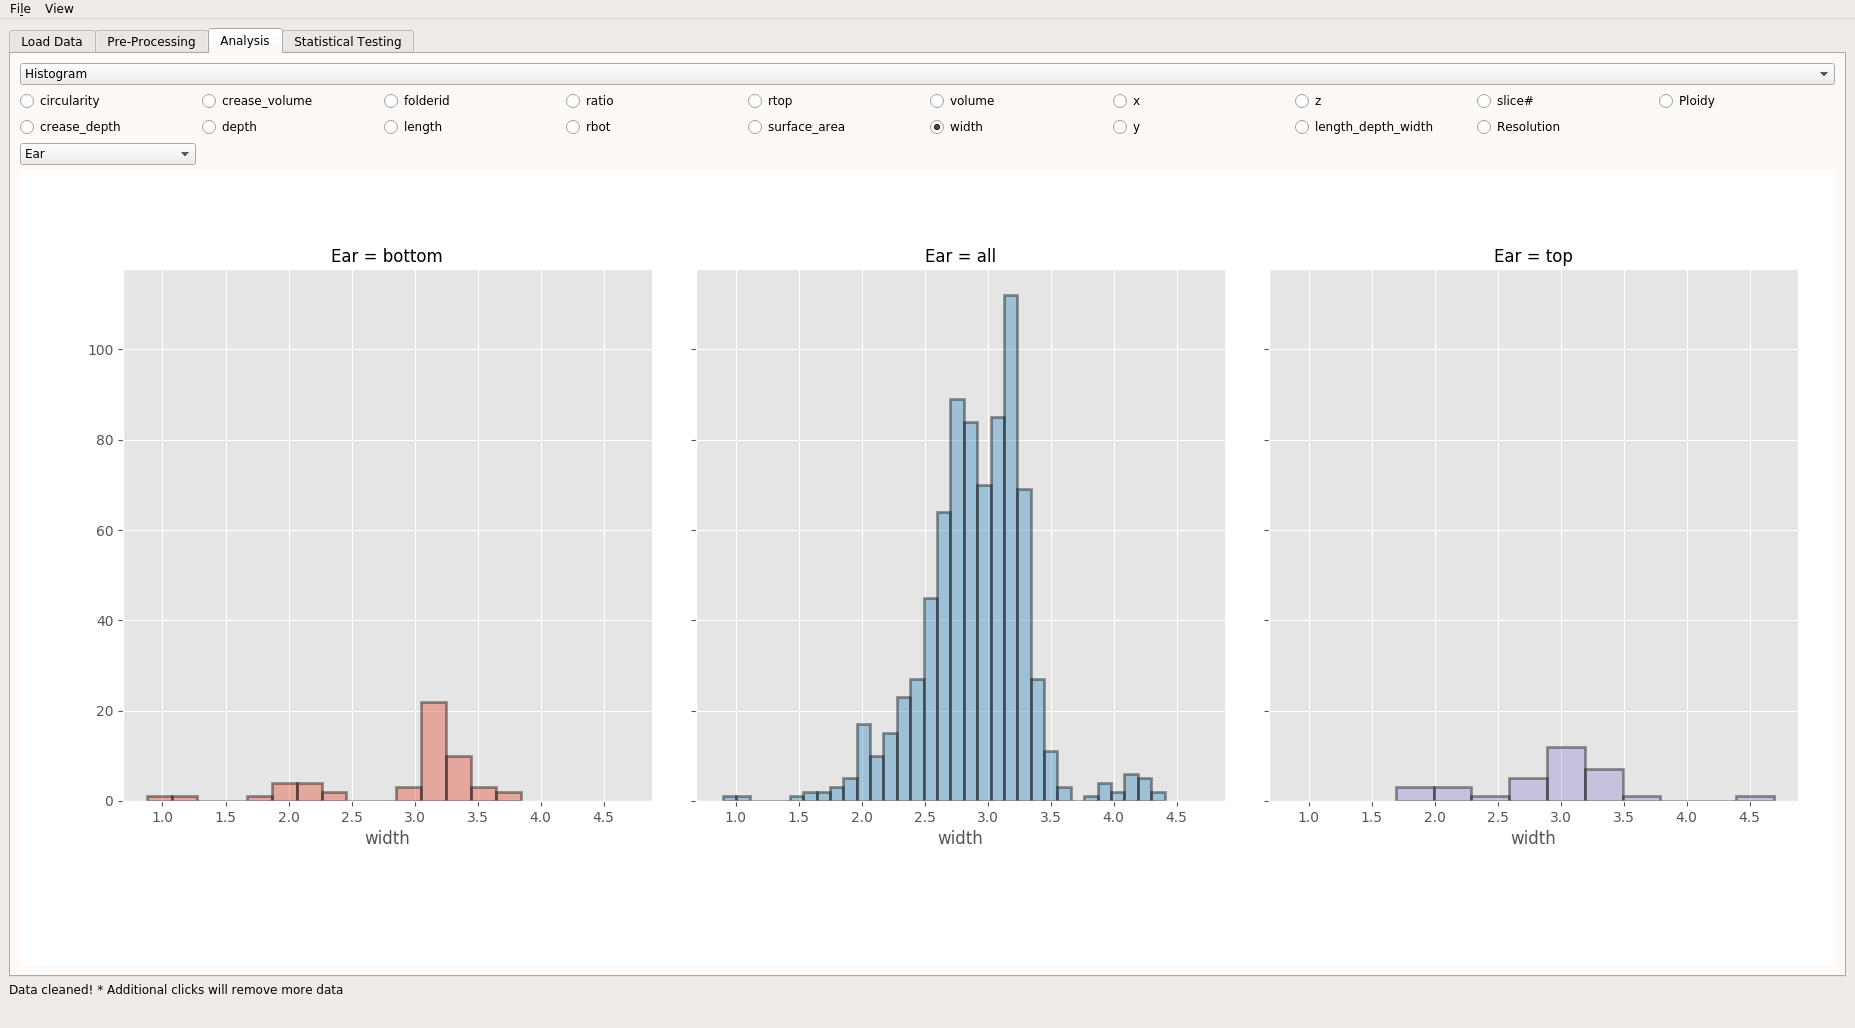 File View
Load Data Pre-Processing Analysis Statistical Testing
Histogram
circularity crease_volume folderid ratio rtop volume x z slice# Ploidy
crease_depth depth length rbot surface_area width y length_depth_width Resolution
Ear
Ear = bottom Ear = all Ear = top
100
80
60
40
20
0
1.0 1.5 2.0 2.5 3.0 3.5 4.0 4.5 1.0 1.5 2.0 2.5 3.0 3.5 4.0 4.5 1.0 1.5 2.0 2.5 3.0 3.5 4.0 4.5
width width width
Data cleaned! * Additional clicks will remove more data